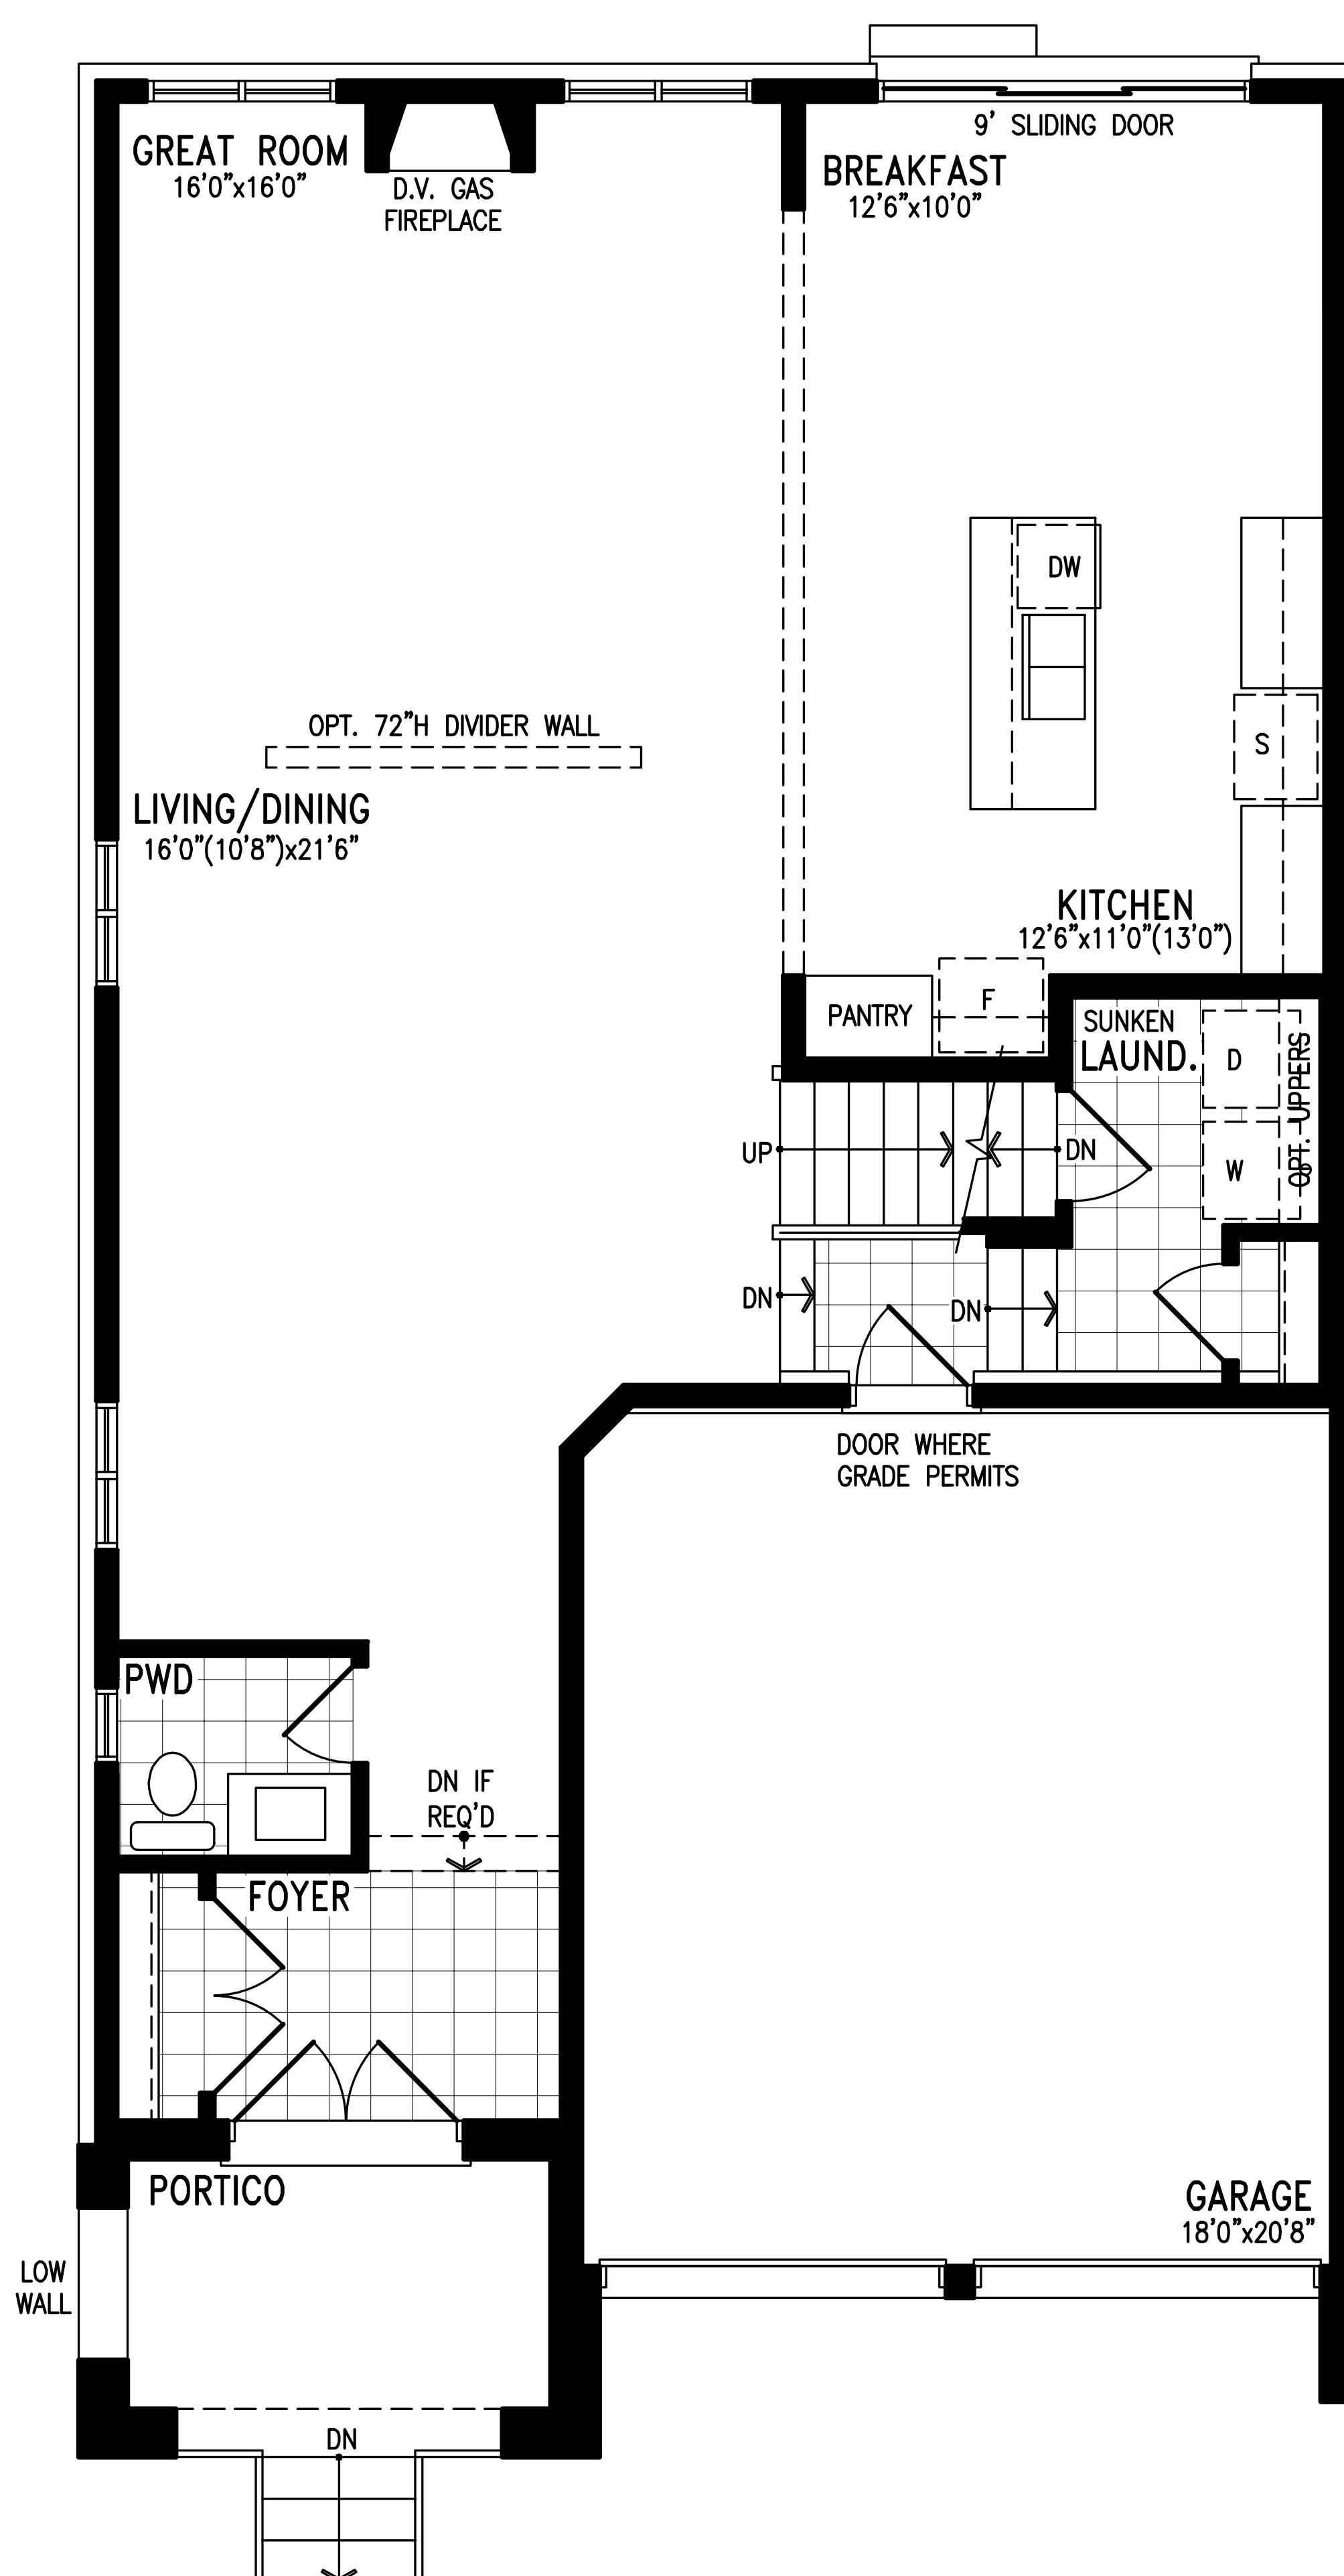 9' SLIDING DOOR
GREAT ROOM
16'0"x16'0"
D.V. GAS
FIREPLACE
BREAKFAST
12'6"x10'0"
DW
OPT. 72"H DIVIDER WALL
S
LIVING/DINING
16'0"(10'8")x21'6"
KITCHEN
12'6"x11'0"(13'0")
PANTRY
F
SUNKEN
LAUND.
D
OPT. UPPERS
W
UP
DN
DN
DN
DOOR WHERE
GRADE PERMITS
PWD
DN IF
REQ'D
FOYER
PORTICO
GARAGE
18'0"x20'8"
LOW
WALL
DN